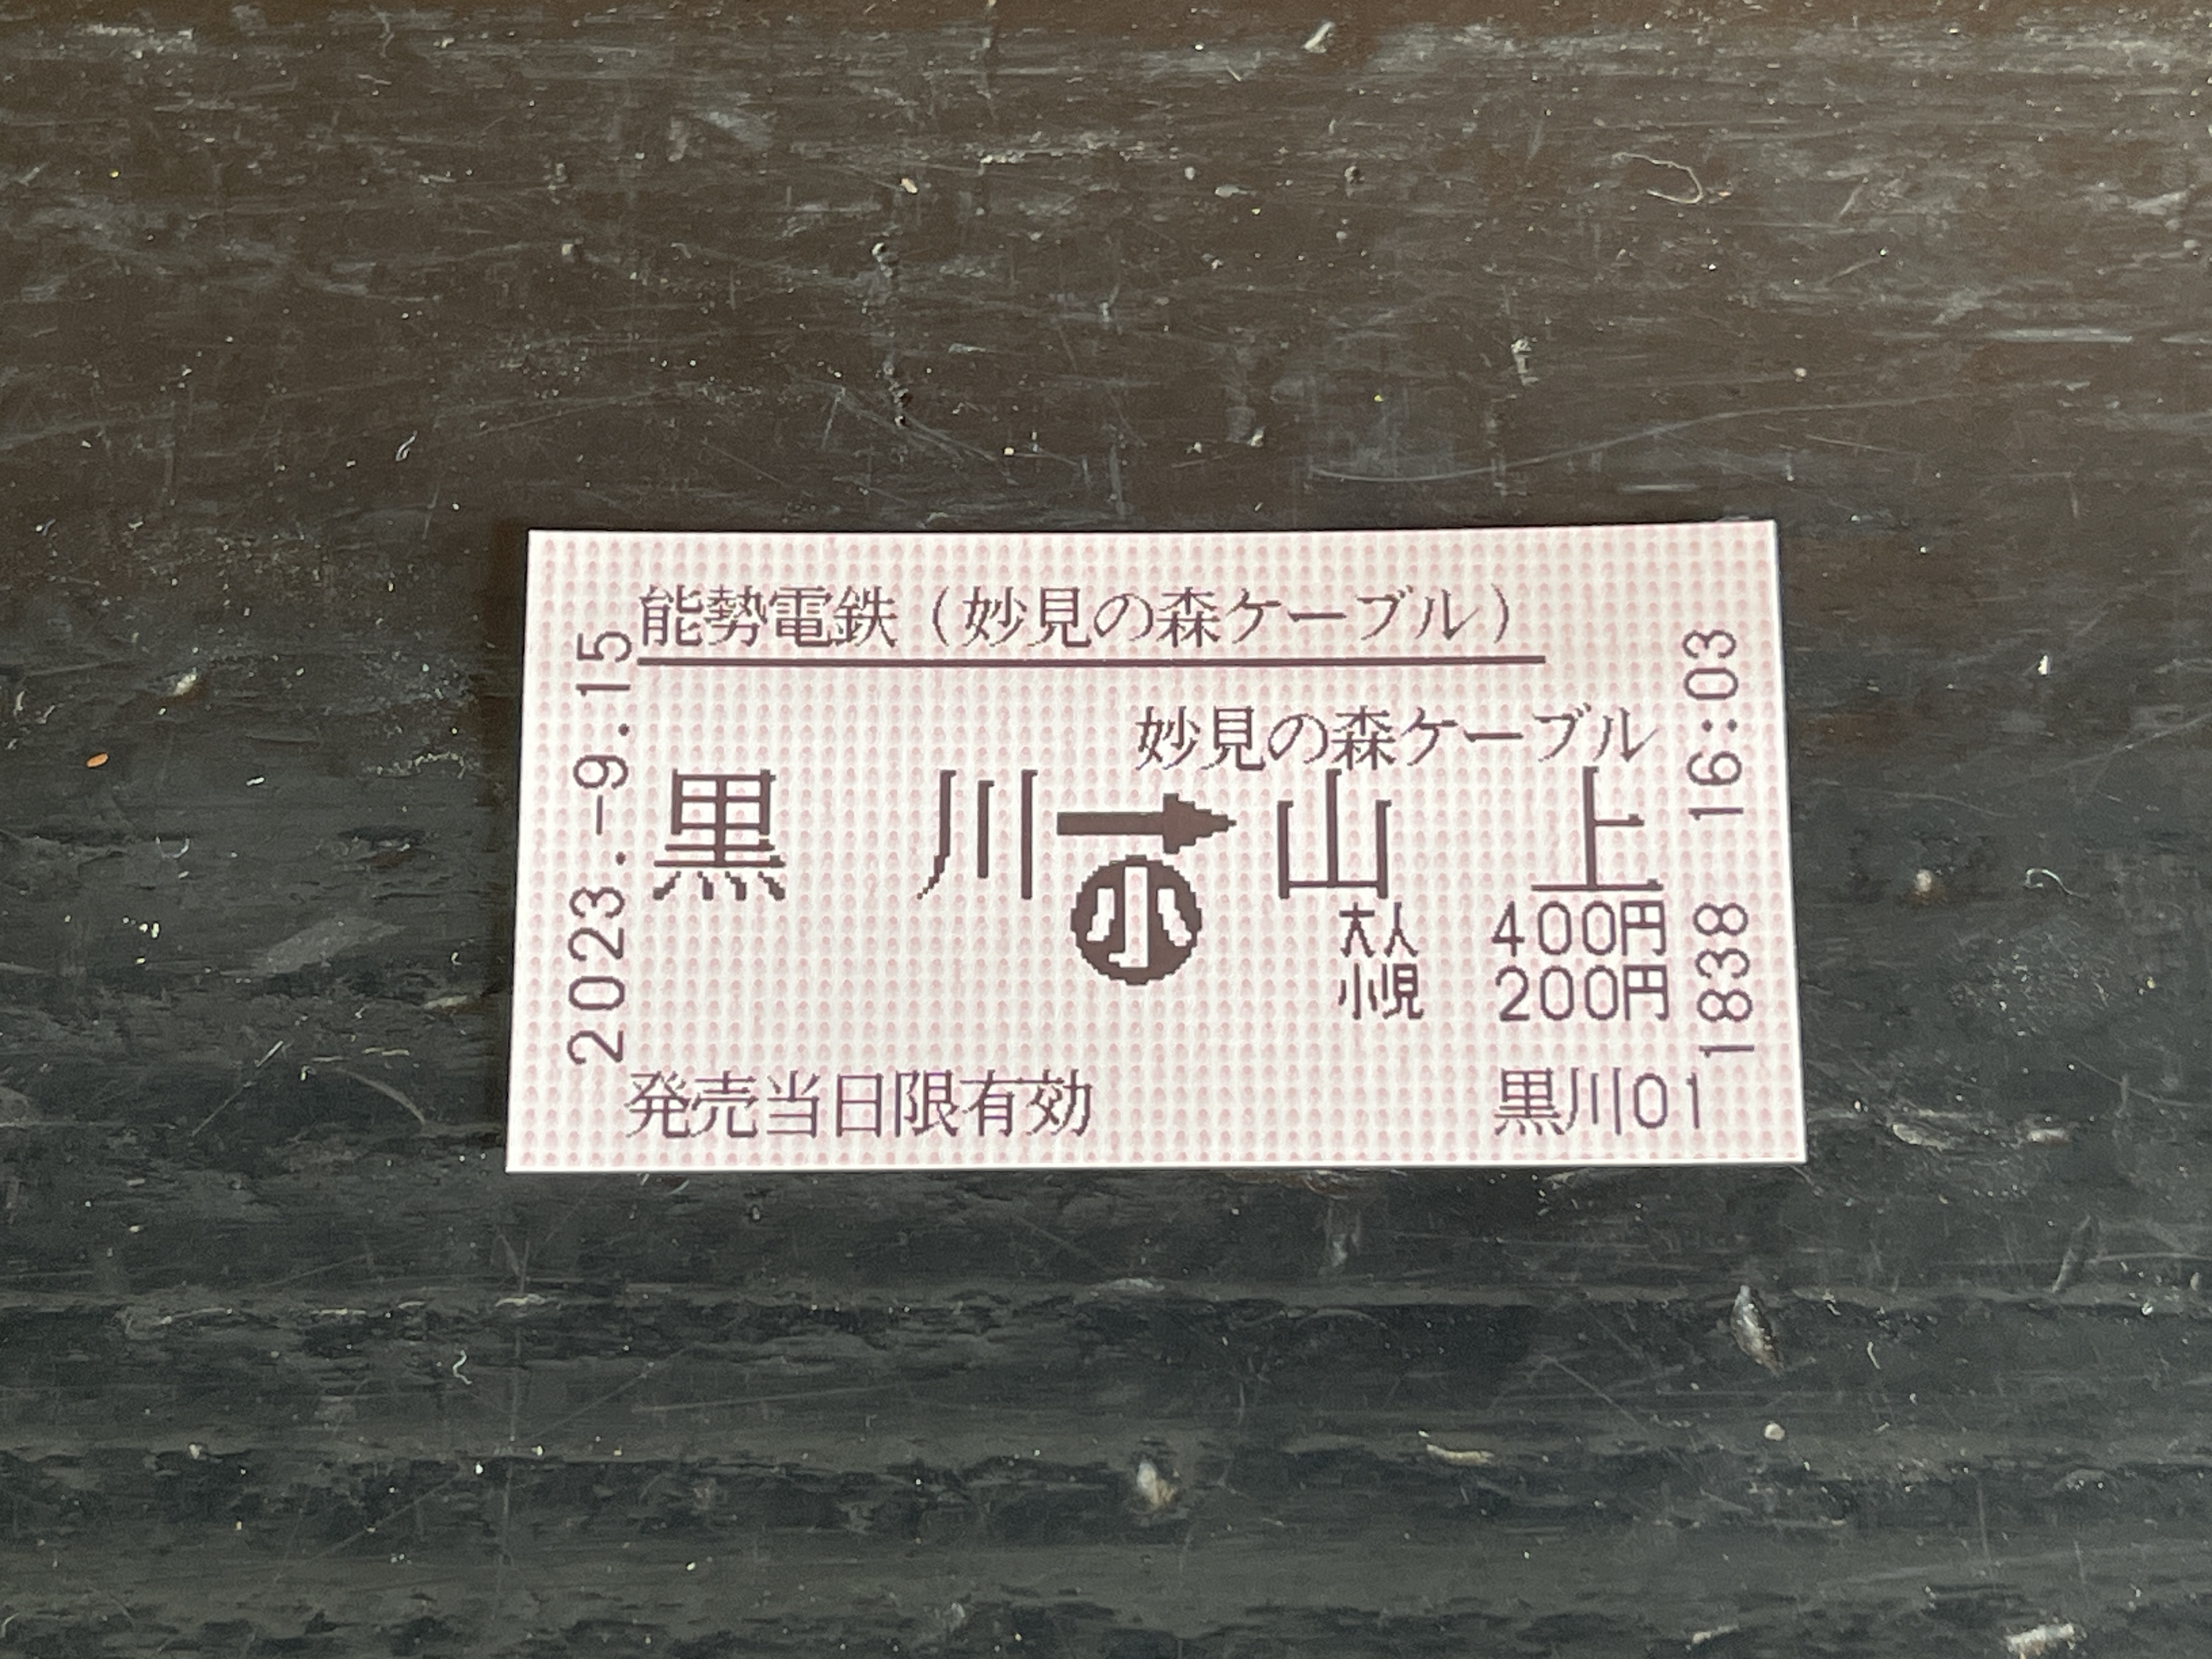 能勢電鉄(妙見の森ケーブル)
妙見の森ケーブル
黒川→山上
小
大人 400円
小児 200円
発売当日限有効
黒川01
2023.-9.15
1838 16:03